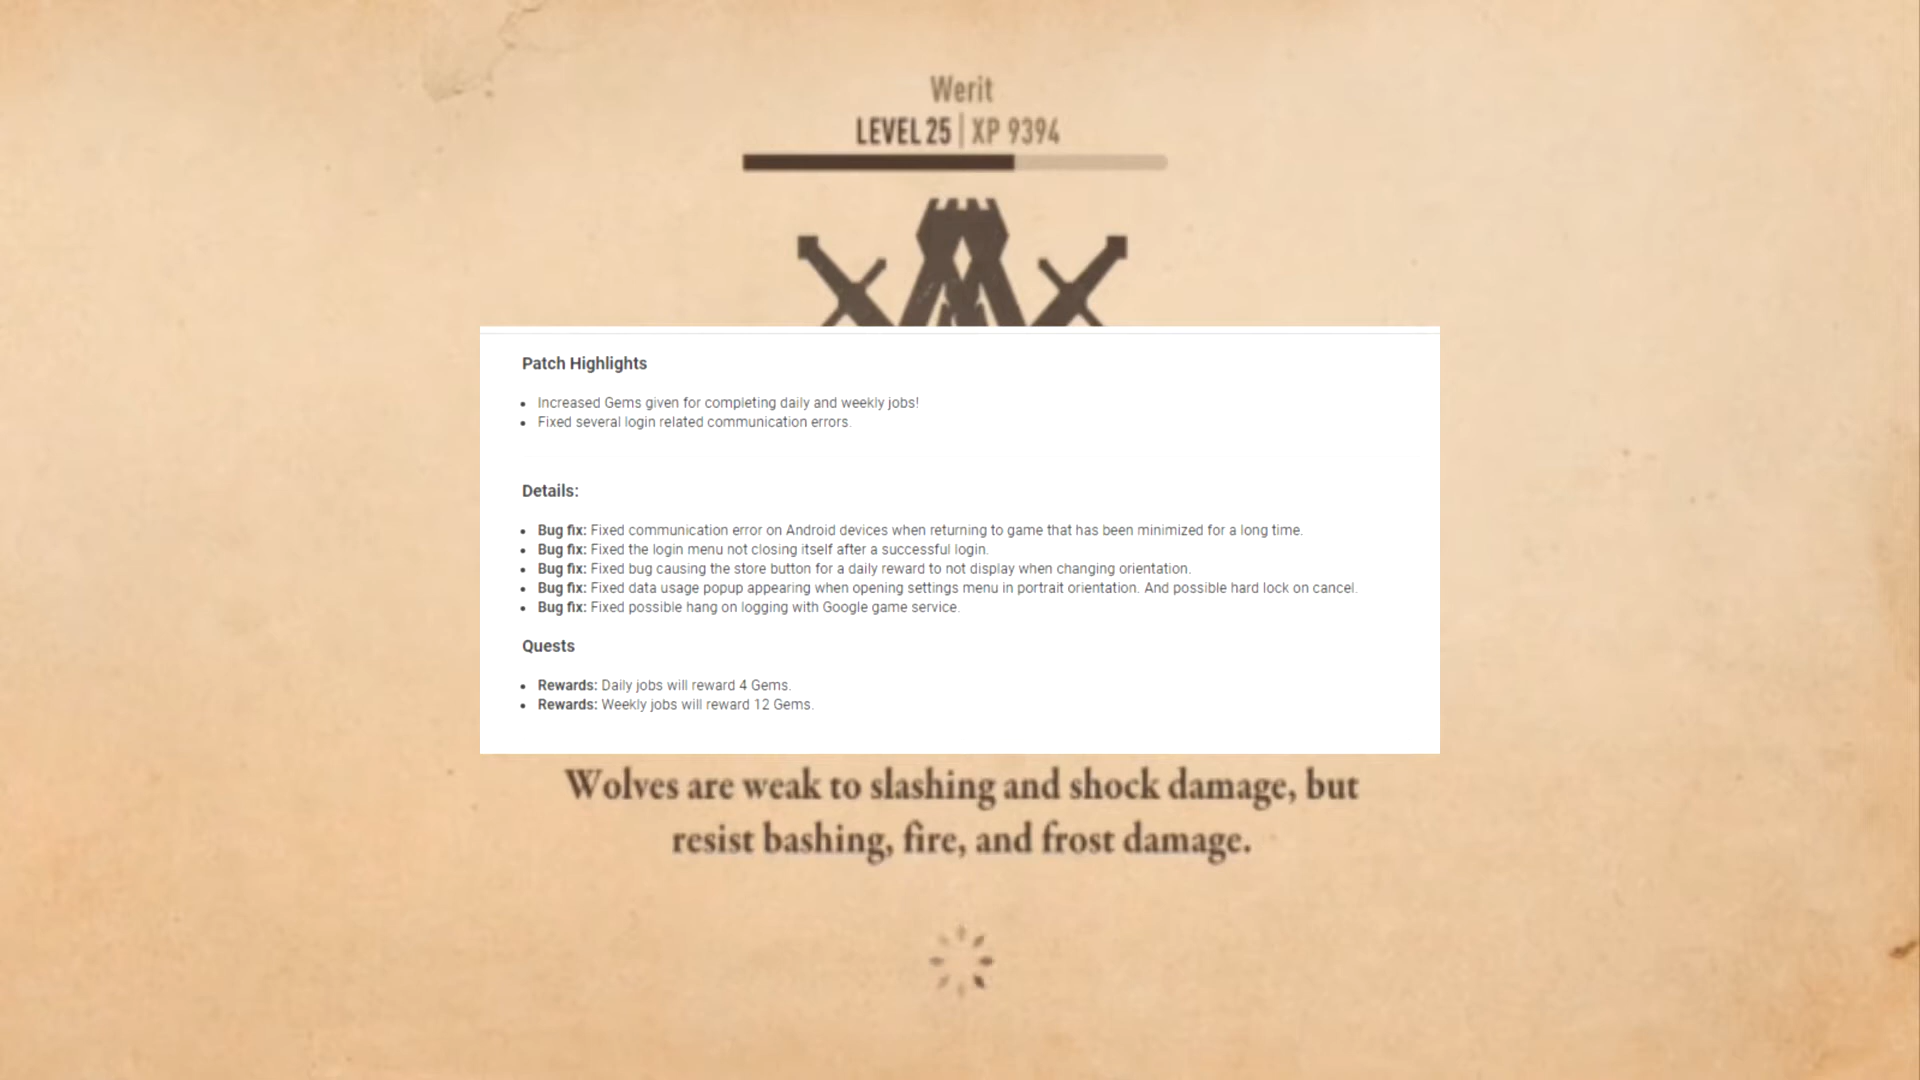 Werit
LEVEL 25 | XP 9394
Patch Highlights
• Increased Gems given for completing daily and weekly jobs!
• Fixed several login related communication errors.
Details:
• Bug fix: Fixed communication error on Android devices when returning to game that has been minimized for a long time.
• Bug fix: Fixed the login menu not closing itself after a successful login.
• Bug fix: Fixed bug causing the store button for a daily reward to not display when changing orientation.
• Bug fix: Fixed data usage popup appearing when opening settings menu in portrait orientation. And possible hard lock on cancel.
• Bug fix: Fixed possible hang on logging with Google game service.
Quests
• Rewards: Daily jobs will reward 4 Gems.
• Rewards: Weekly jobs will reward 12 Gems.
Wolves are weak to slashing and shock damage, but
resist bashing, fire, and frost damage.